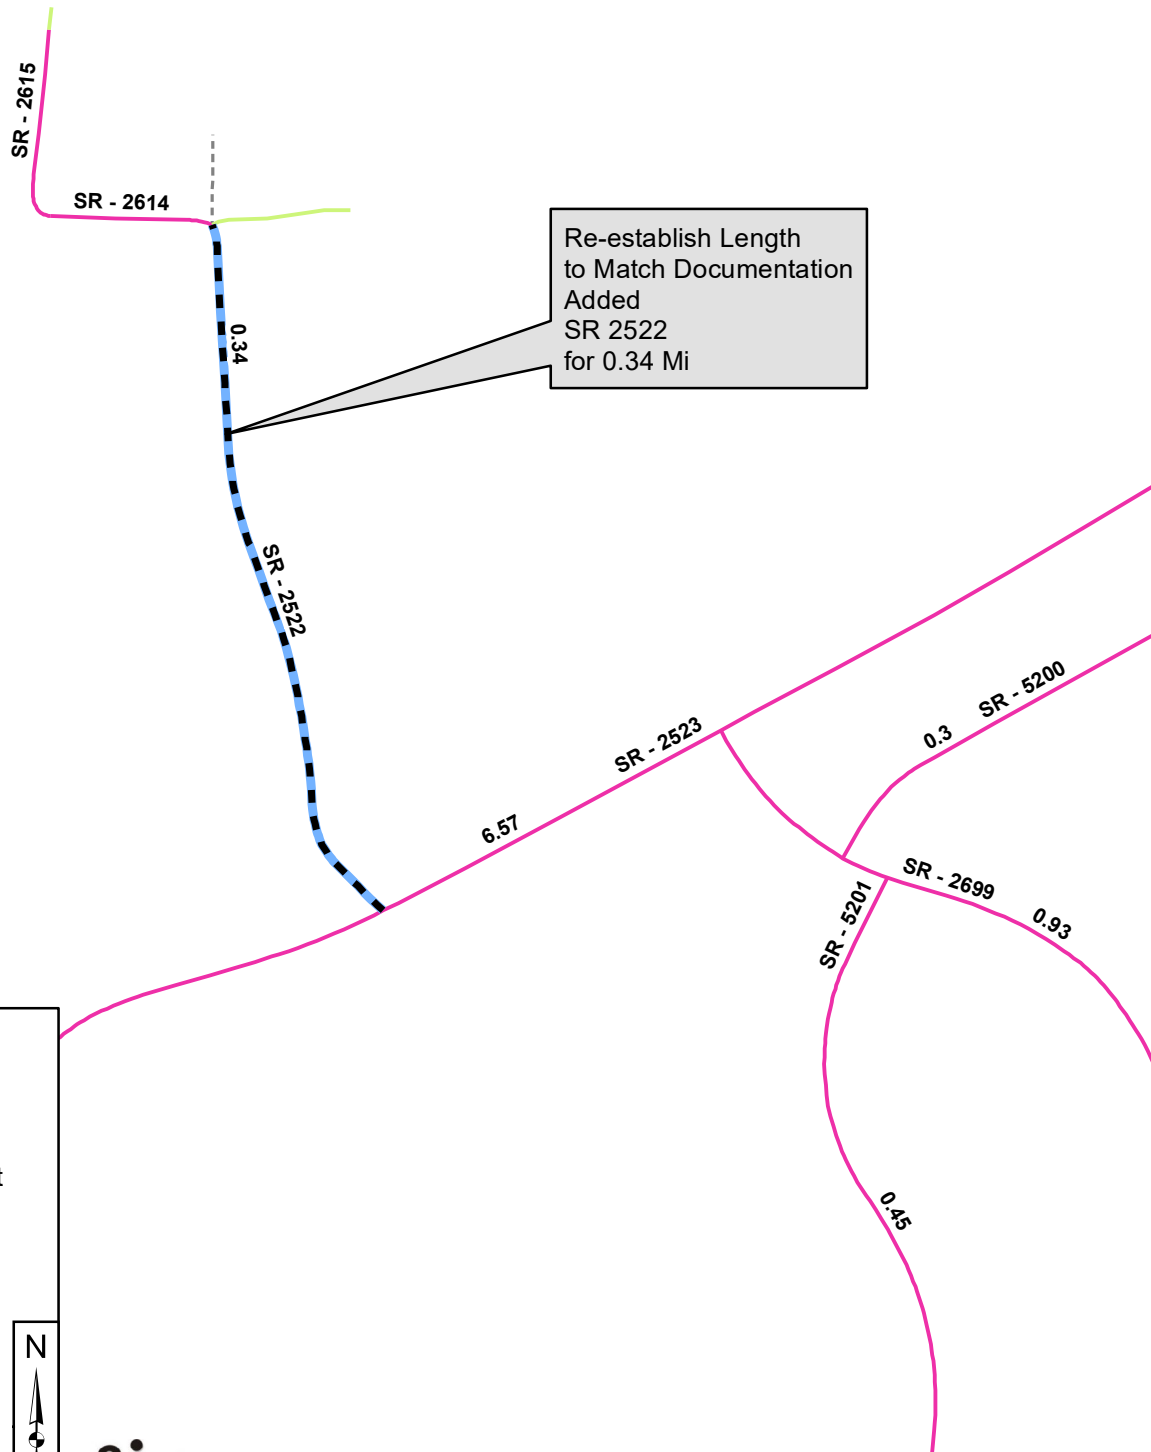 SR - 2615
SR - 2614
Re-establish Length
to Match Documentation
Added
SR 2522
for 0.34 Mi
0.34
SR - 2522
SR - 5200
SR - 2523
0.3
6.57
SR - 2699
SR - 5201
0.93
0.45
N